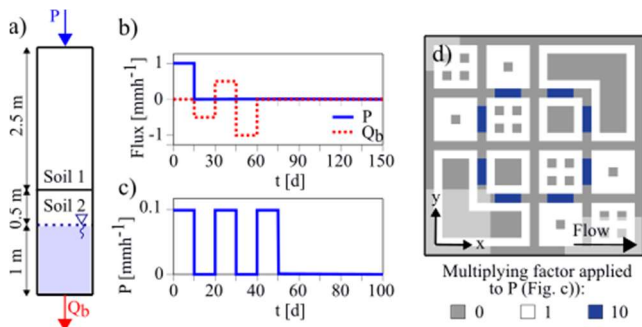 a)
P
2.5 m
Soil 1
0.5 m
Soil 2
1 m
Qb
b)
Flux [mmh-1]
1
0
-1
P
Qb
0 30 60 90 120 150
t [d]
c)
P [mmh-1]
0.1
0
0 20 40 60 80 100
t [d]
d)
y
x
Flow
Multiplying factor applied
to P (Fig. c)):
0 1 10